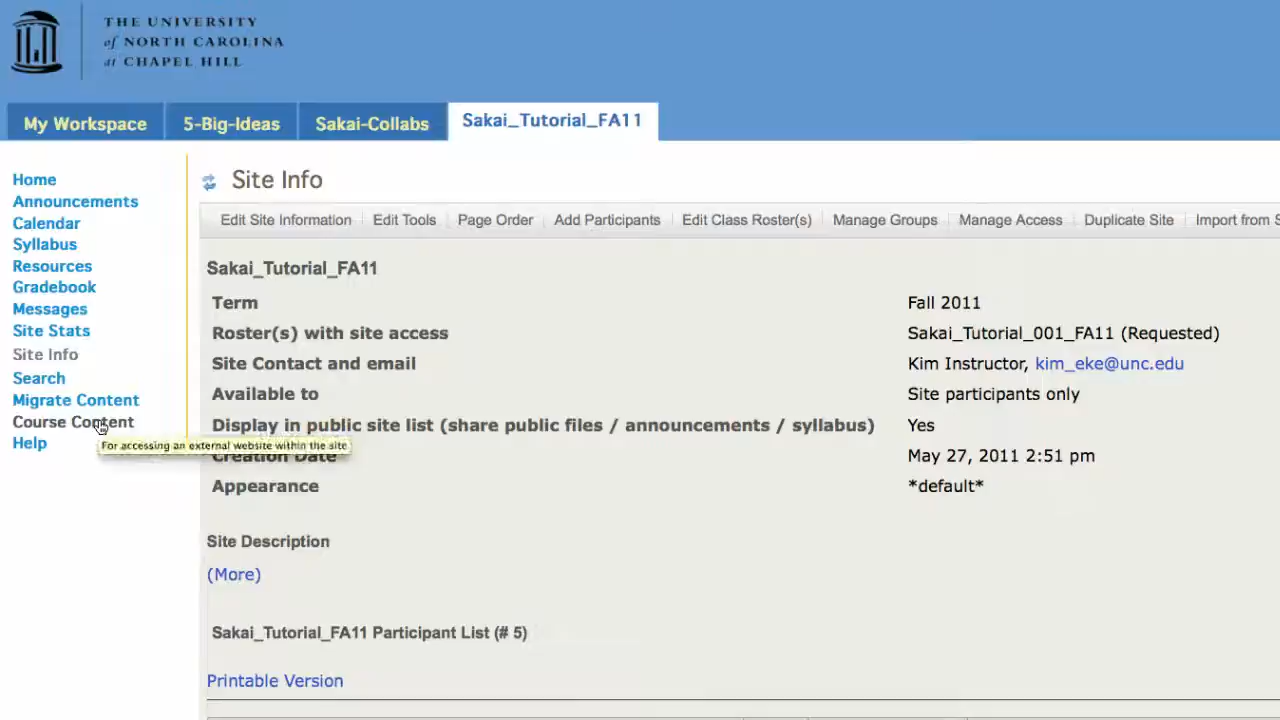 THE UNIVERSITY
of NORTH CAROLINA
at CHAPEL HILL
My Workspace
5-Big-Ideas
Sakai-Collabs
Sakai_Tutorial_FA11
Home
Announcements
Calendar
Syllabus
Resources
Gradebook
Messages
Site Stats
Site Info
Search
Migrate Content
Course Content
Help
For accessing an external website within the site
Site Info
Edit Site Information
Edit Tools
Page Order
Add Participants
Edit Class Roster(s)
Manage Groups
Manage Access
Duplicate Site
Import from S
Sakai_Tutorial_FA11
Term Fall 2011
Roster(s) with site access Sakai_Tutorial_001_FA11 (Requested)
Site Contact and email Kim Instructor, kim_eke@unc.edu
Available to Site participants only
Display in public site list (share public files / announcements / syllabus) Yes
Creation Date May 27, 2011 2:51 pm
Appearance *default*
Site Description
(More)
Sakai_Tutorial_FA11 Participant List (# 5)
Printable Version